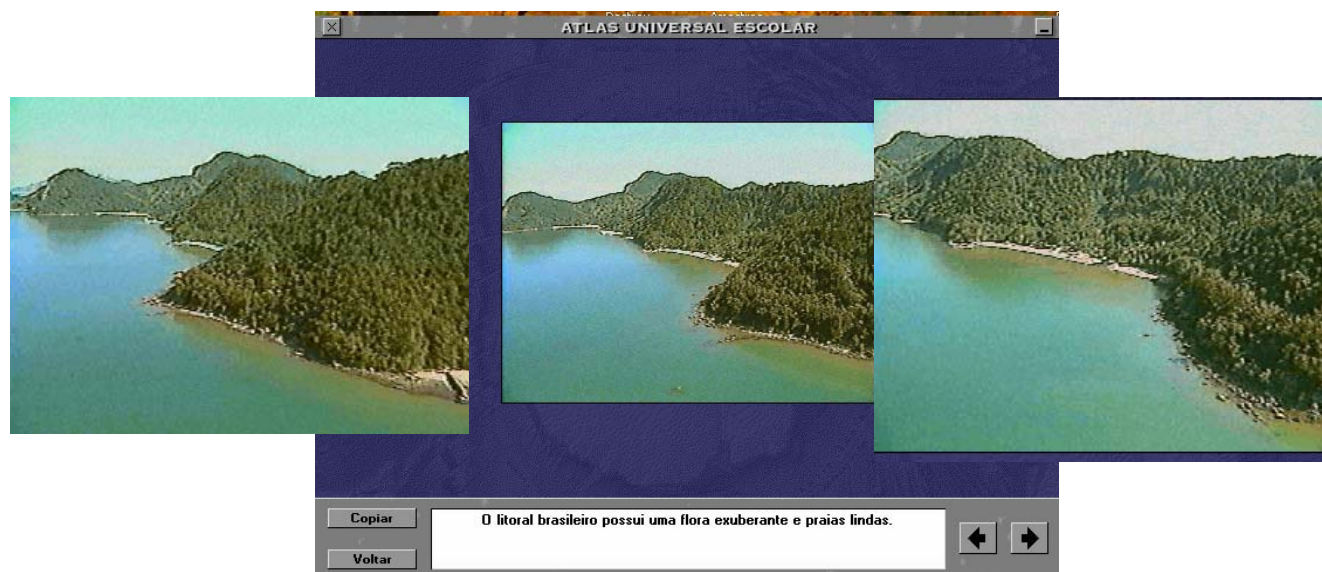 ATLAS UNIVERSAL ESCOLAR
O litoral brasileiro possui uma flora exuberante e praias lindas.
Copiar
Voltar